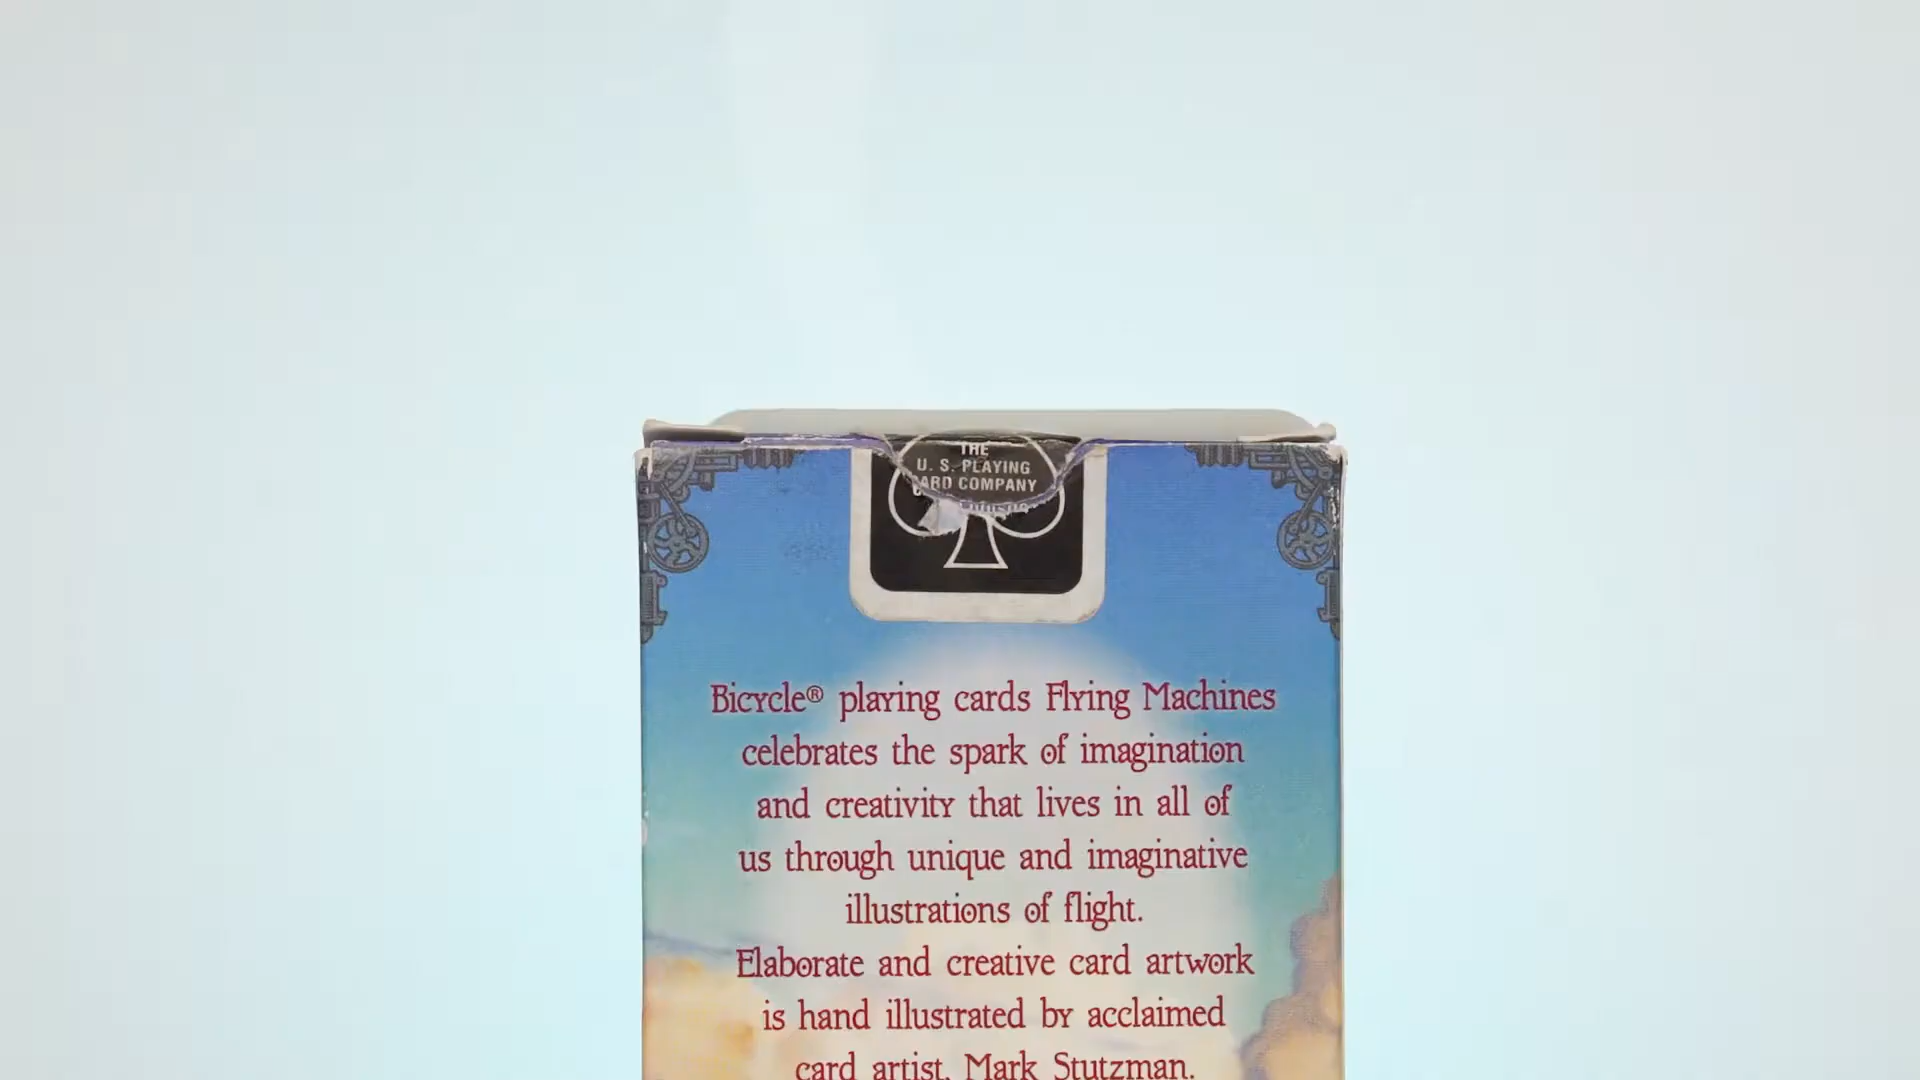 THE
U. S. PLAYING
CARD COMPANY
Bicycle® playing cards Flying Machines
celebrates the spark of imagination
and creativity that lives in all of
us through unique and imaginative
illustrations of flight.
Elaborate and creative card artwork
is hand illustrated by acclaimed
card artist, Mark Stutzman.